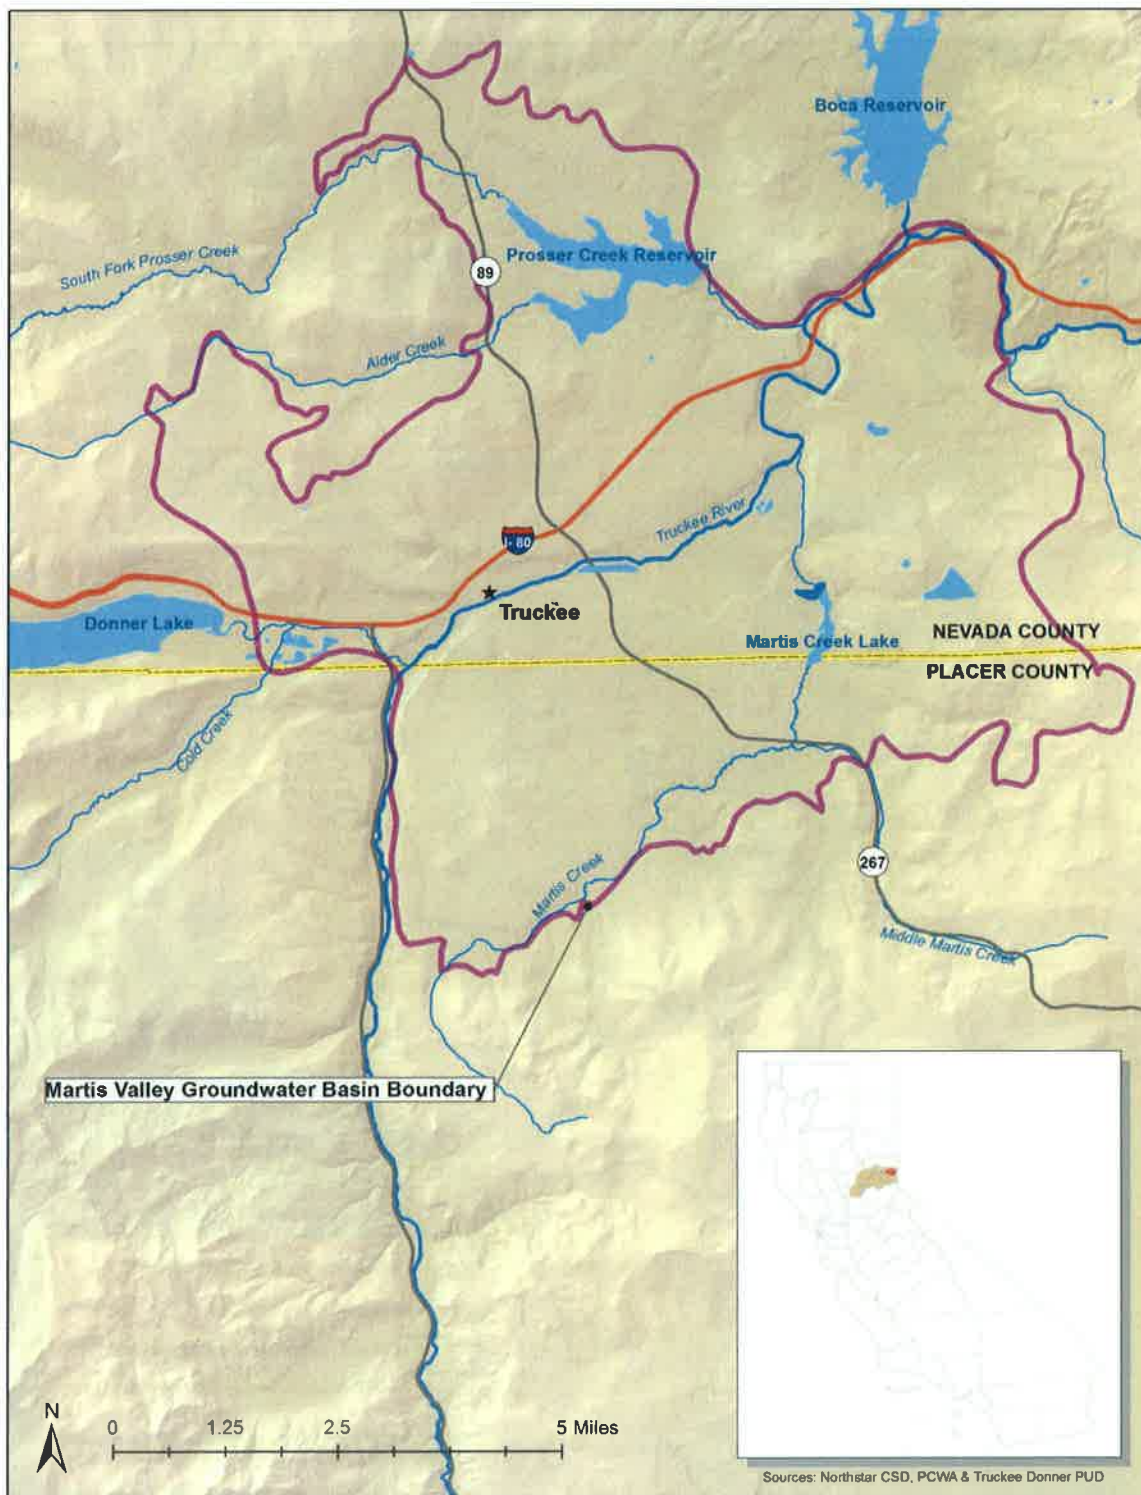 Boca Reservoir
South Fork Prosser Creek
89
Prosser Creek Reservoir
Alder Creek
Truckee River
I-80
Truckee
Donner Lake
Martis Creek Lake
NEVADA COUNTY
PLACER COUNTY
Cold Creek
Martis Creek
267
Middle Martis Creek
Martis Valley Groundwater Basin Boundary
N
0 1.25 2.5 5 Miles
Sources: Northstar CSD, PCWA & Truckee Donner PUD